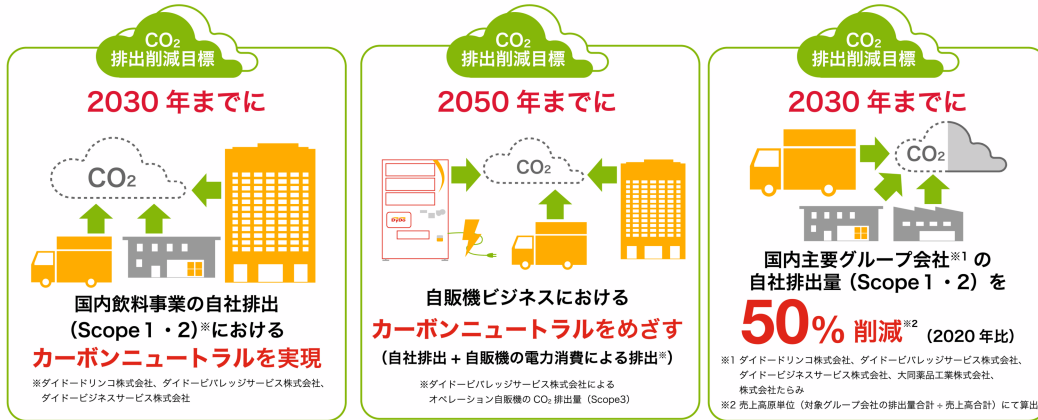 CO₂
排出削減目標
2030 年までに
CO₂
国内飲料事業の自社排出
（Scope１・２）※における
カーボンニュートラルを実現
※ダイドードリンコ株式会社、ダイドービバレッジサービス株式会社、
ダイドービジネスサービス株式会社
CO₂
排出削減目標
2050 年までに
CO₂
DyDo
自販機ビジネスにおける
カーボンニュートラルをめざす
（自社排出 + 自販機の電力消費による排出※）
※ダイドービバレッジサービス株式会社による
オペレーション自販機の CO₂ 排出量（Scope3）
CO₂
排出削減目標
2030 年までに
CO₂
国内主要グループ会社※1 の
自社排出量（Scope１・２）を
50% 削減※2 （2020 年比）
※1 ダイドードリンコ株式会社、ダイドービバレッジサービス株式会社、
ダイドービジネスサービス株式会社、大同薬品工業株式会社、
株式会社たらみ
※2 売上高原単位（対象グループ会社の排出量合計 ÷ 売上高合計）にて算出